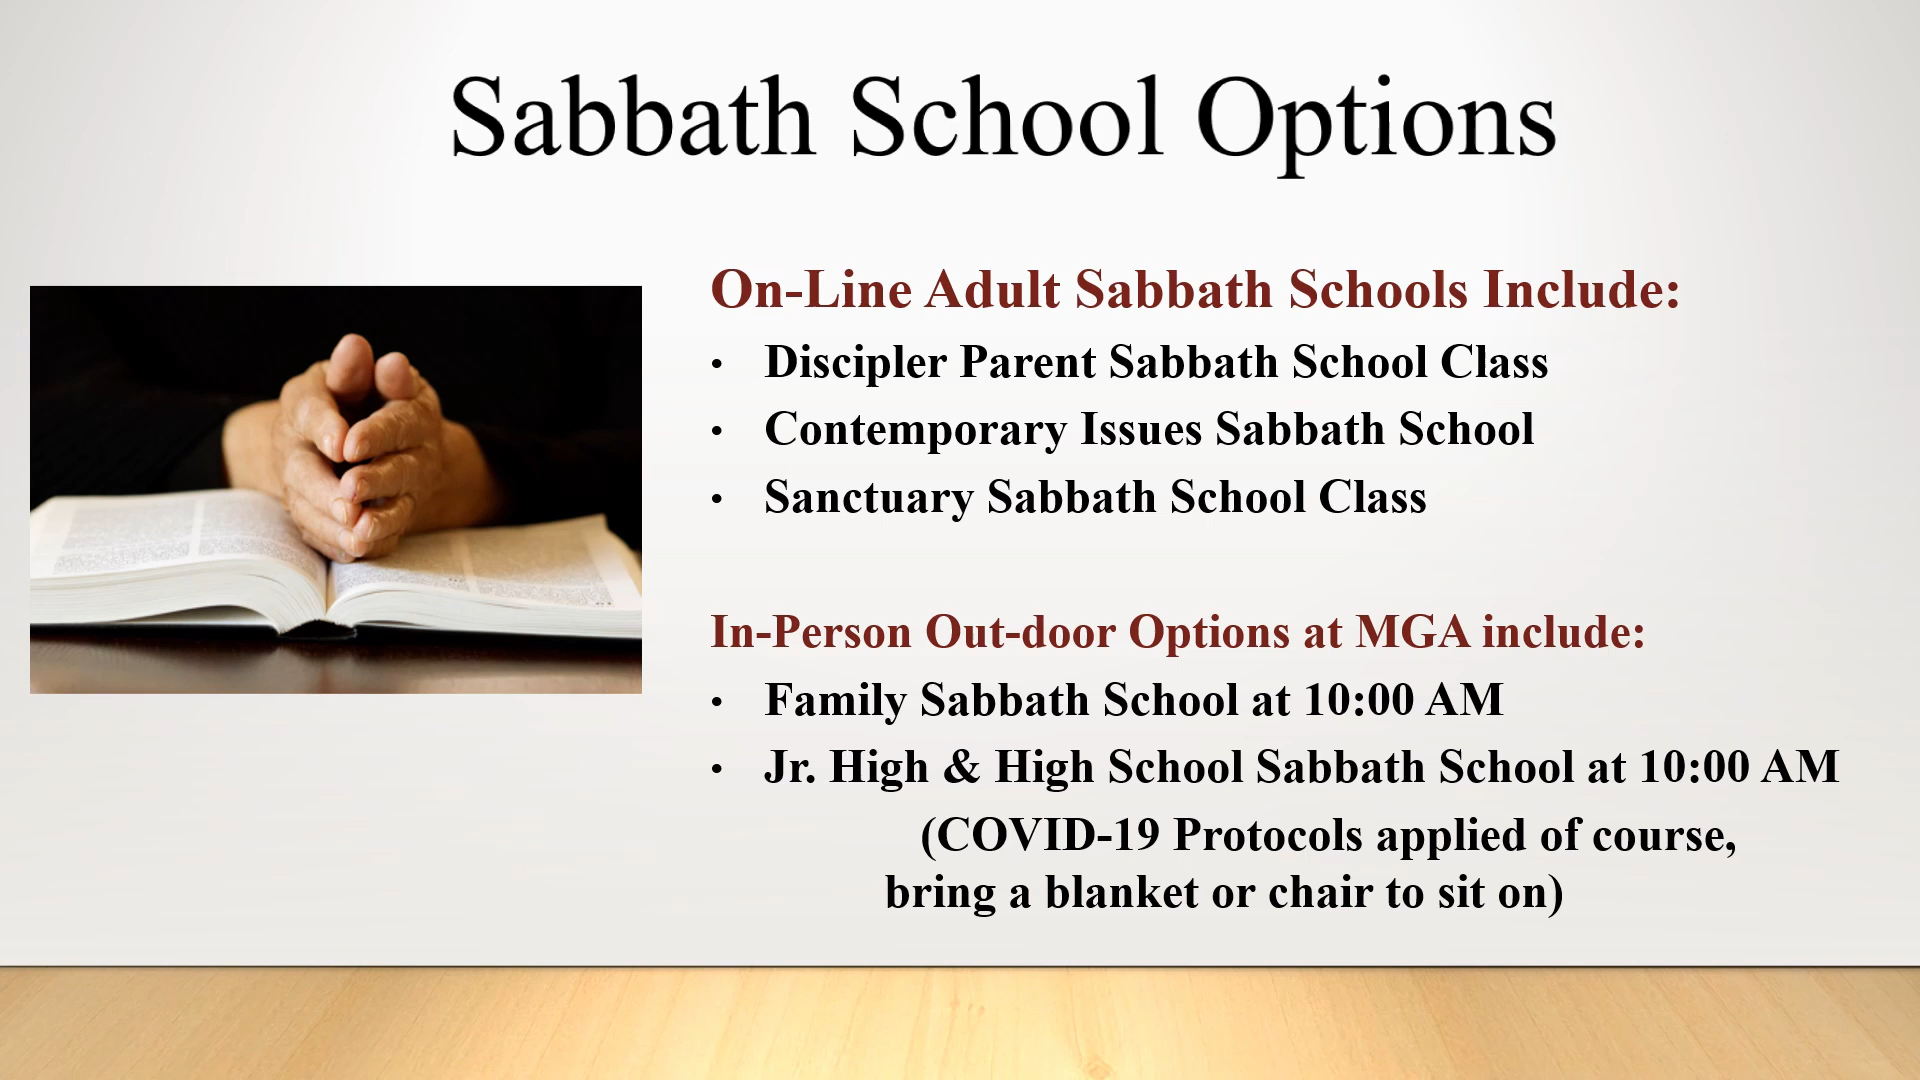 Sabbath School Options
On-Line Adult Sabbath Schools Include:
• Discipler Parent Sabbath School Class
• Contemporary Issues Sabbath School
• Sanctuary Sabbath School Class
In-Person Out-door Options at MGA include:
• Family Sabbath School at 10:00 AM
• Jr. High & High School Sabbath School at 10:00 AM
(COVID-19 Protocols applied of course,
bring a blanket or chair to sit on)